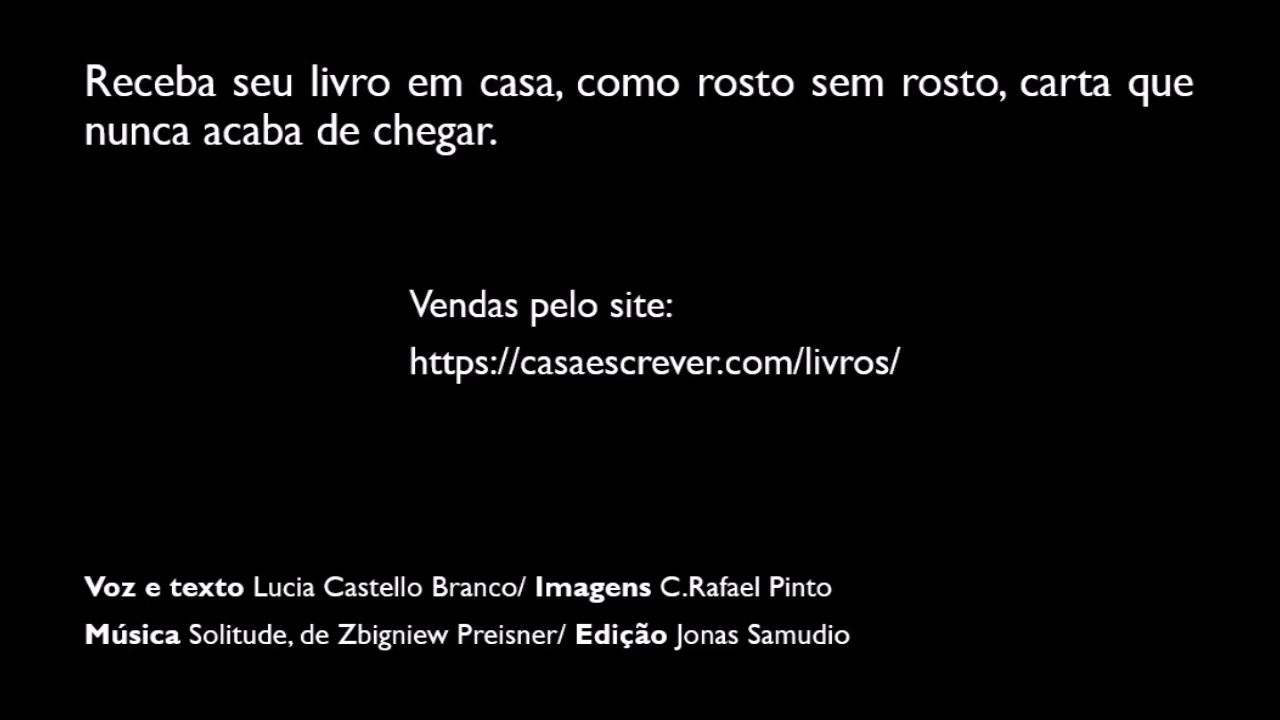 Receba seu livro em casa, como rosto sem rosto, carta que
nunca acaba de chegar.
Vendas pelo site:
https://casaescrever.com/livros/
Voz e texto Lucia Castello Branco/ Imagens C.Rafael Pinto
Música Solitude, de Zbigniew Preisner/ Edição Jonas Samudio